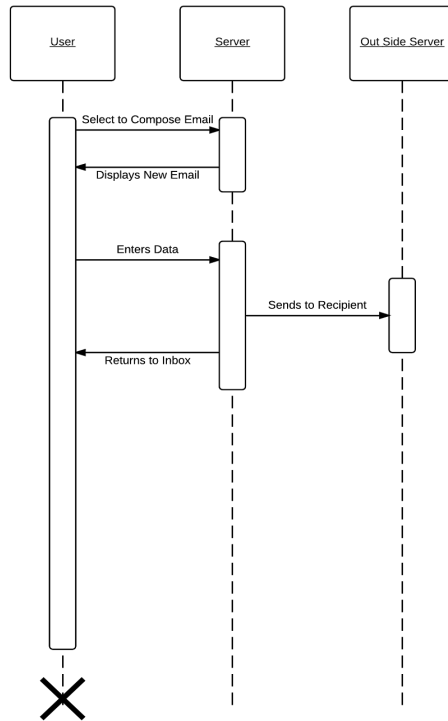 User
Server
Out Side Server
Select to Compose Email
Displays New Email
Enters Data
Sends to Recipient
Returns to Inbox